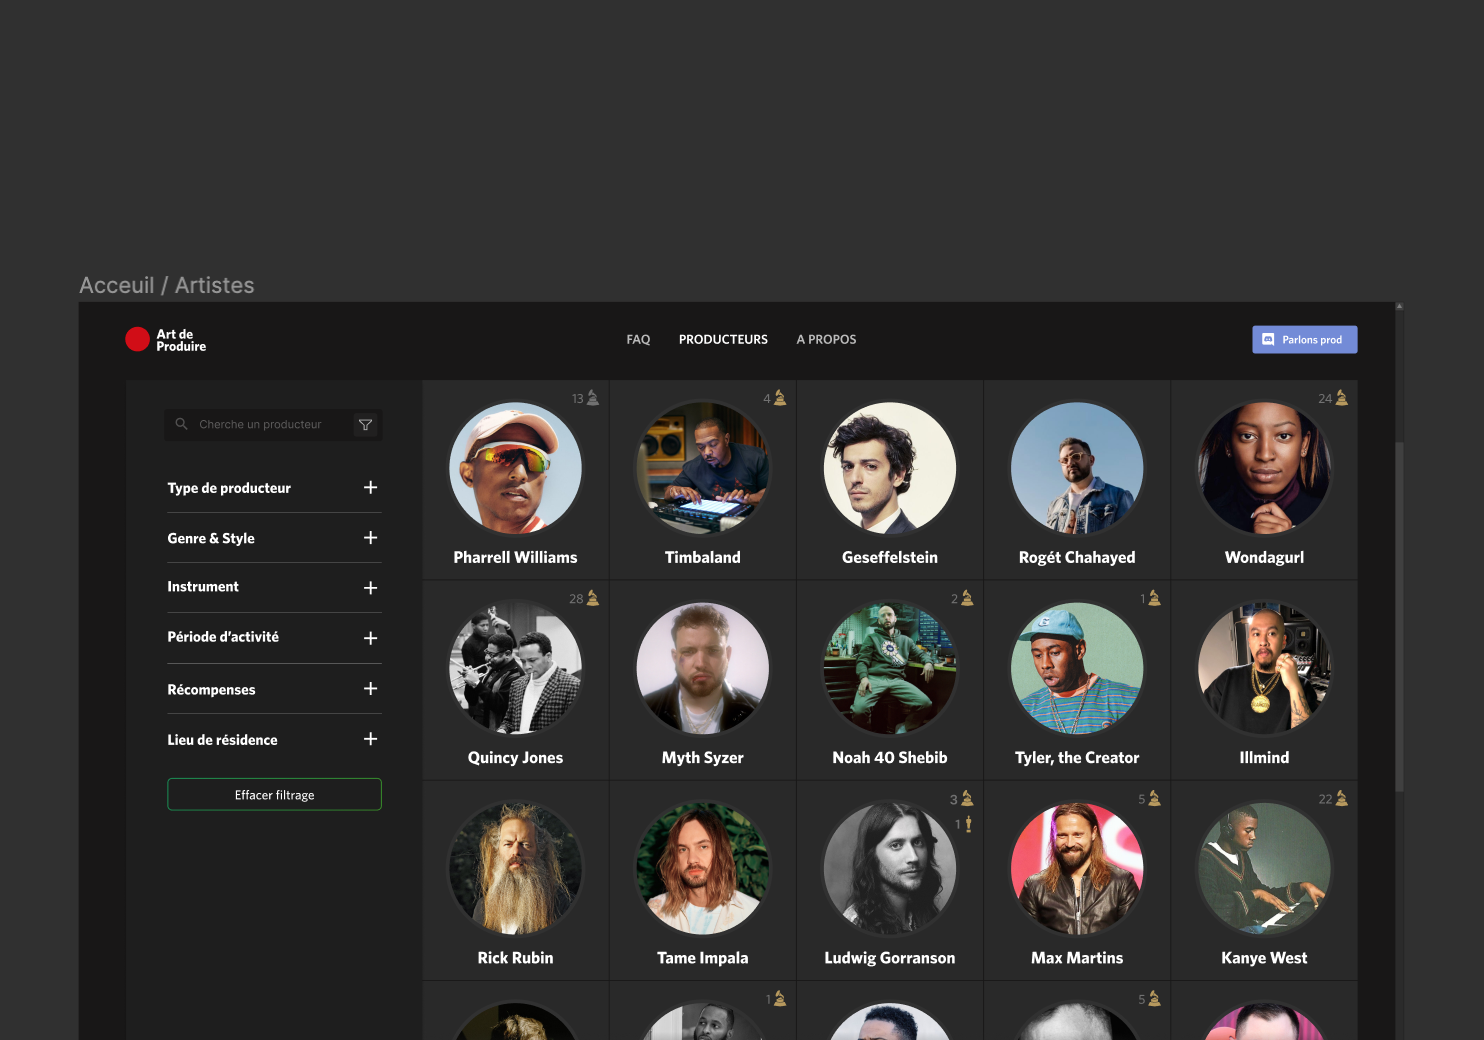 Acceuil / Artistes
Art de
Produire
FAQ
PRODUCTEURS
A PROPOS
Parlons prod
Cherche un producteur
Type de producteur
Genre & Style
Instrument
Période d'activité
Récompenses
Lieu de résidence
Effacer filtrage
13
4
24
Pharrell Williams
Timbaland
Geseffelstein
Rogét Chahayed
Wondagurl
28
2
1
Quincy Jones
Myth Syzer
Noah 40 Shebib
Tyler, the Creator
Illmind
3
1
5
22
Rick Rubin
Tame Impala
Ludwig Gorranson
Max Martins
Kanye West
1
5